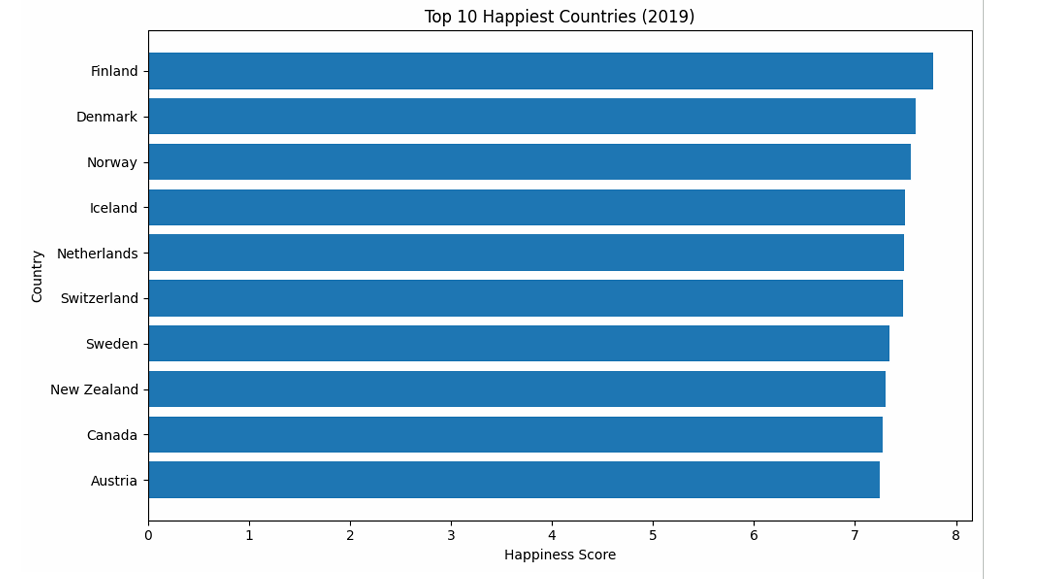 Top 10 Happiest Countries (2019)
Finland
Denmark
Norway
Iceland
Netherlands
Switzerland
Sweden
New Zealand
Canada
Austria
Country
0 1 2 3 4 5 6 7 8
Happiness Score